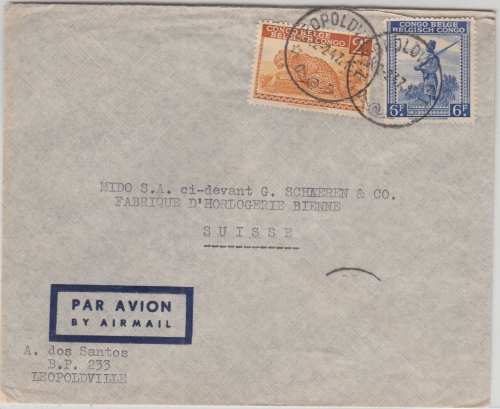 CONGO BELGE
BELGISCH CONGO
CONGO BELGE
BELGISCH CONGO
6F
6F
MIDO S.A. ci-devant G. SCHAEREN & CO.
FABRIQUE D'HORLOGERIE BIENNE
SUISSE
PAR AVION
BY AIRMAIL
A. dos Santos
B.P. 233
LEOPOLDVILLE